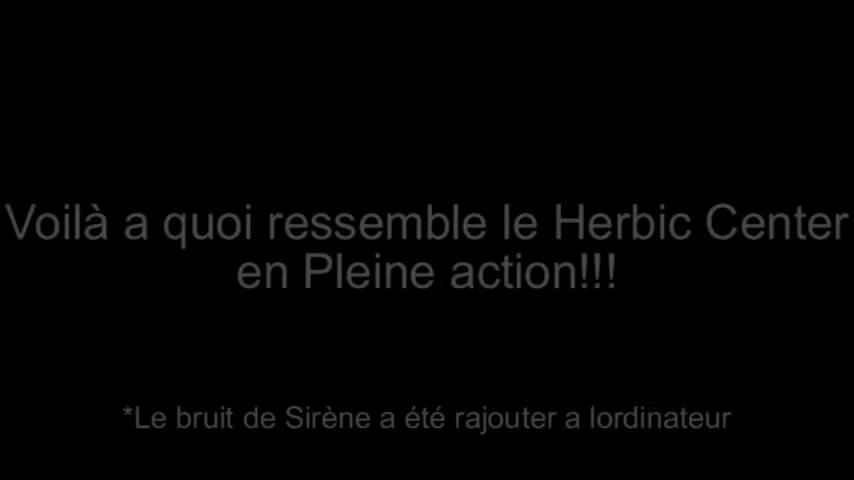 Voilà a quoi ressemble le Herbic Center
en Pleine action!!!
*Le bruit de Sirène a été rajouter a lordinateur